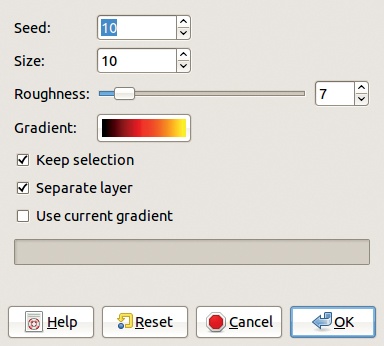 Seed: 10
Size: 10
Roughness: 7
Gradient:
Keep selection
Separate layer
Use current gradient
Help Reset Cancel OK